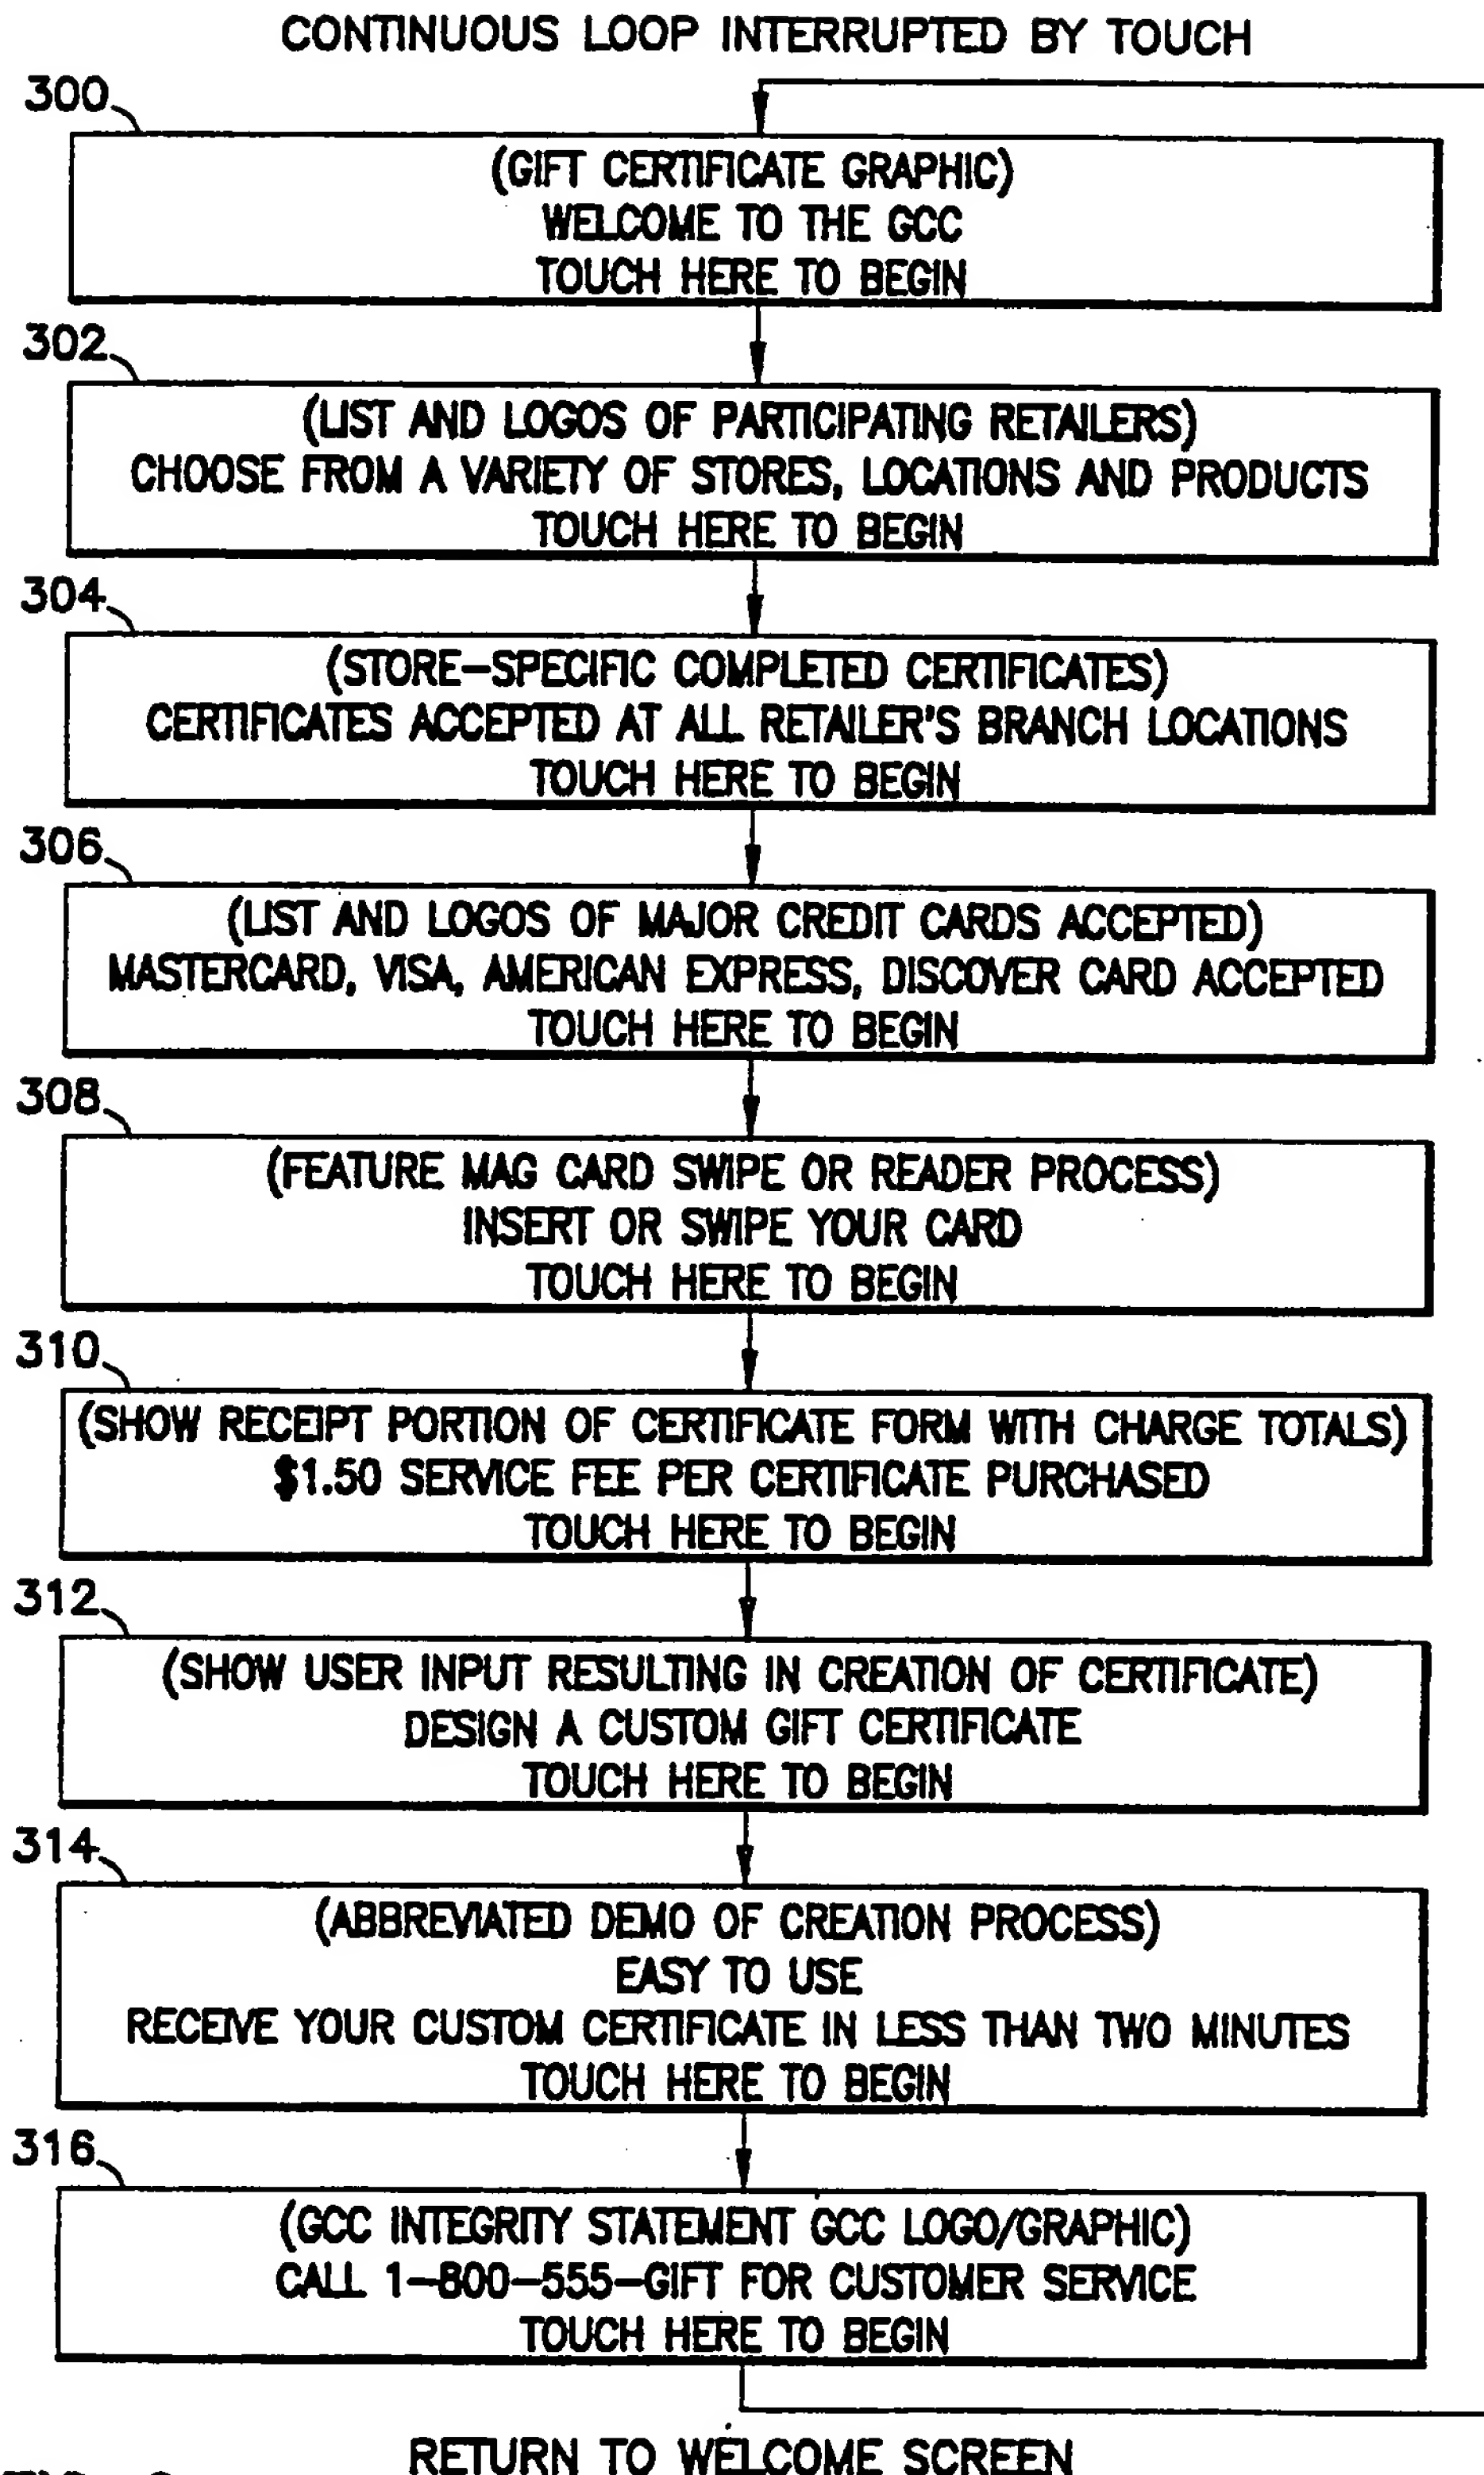 CONTINUOUS LOOP INTERRUPTED BY TOUCH
300
(GIFT CERTIFICATE GRAPHIC)
WELCOME TO THE GCC
TOUCH HERE TO BEGIN
302
(LIST AND LOGOS OF PARTICIPATING RETAILERS)
CHOOSE FROM A VARIETY OF STORES, LOCATIONS AND PRODUCTS
TOUCH HERE TO BEGIN
304
(STORE-SPECIFIC COMPLETED CERTIFICATES)
CERTIFICATES ACCEPTED AT ALL RETAILER'S BRANCH LOCATIONS
TOUCH HERE TO BEGIN
306
(LIST AND LOGOS OF MAJOR CREDIT CARDS ACCEPTED)
MASTERCARD, VISA, AMERICAN EXPRESS, DISCOVER CARD ACCEPTED
TOUCH HERE TO BEGIN
308
(FEATURE MAG CARD SWIPE OR READER PROCESS)
INSERT OR SWIPE YOUR CARD
TOUCH HERE TO BEGIN
310
(SHOW RECEIPT PORTION OF CERTIFICATE FORM WITH CHARGE TOTALS)
$1.50 SERVICE FEE PER CERTIFICATE PURCHASED
TOUCH HERE TO BEGIN
312
(SHOW USER INPUT RESULTING IN CREATION OF CERTIFICATE)
DESIGN A CUSTOM GIFT CERTIFICATE
TOUCH HERE TO BEGIN
314
(ABBREVIATED DEMO OF CREATION PROCESS)
EASY TO USE
RECEIVE YOUR CUSTOM CERTIFICATE IN LESS THAN TWO MINUTES
TOUCH HERE TO BEGIN
316
(GCC INTEGRITY STATEMENT GCC LOGO/GRAPHIC)
CALL 1-800-555-GIFT FOR CUSTOMER SERVICE
TOUCH HERE TO BEGIN
RETURN TO WELCOME SCREEN